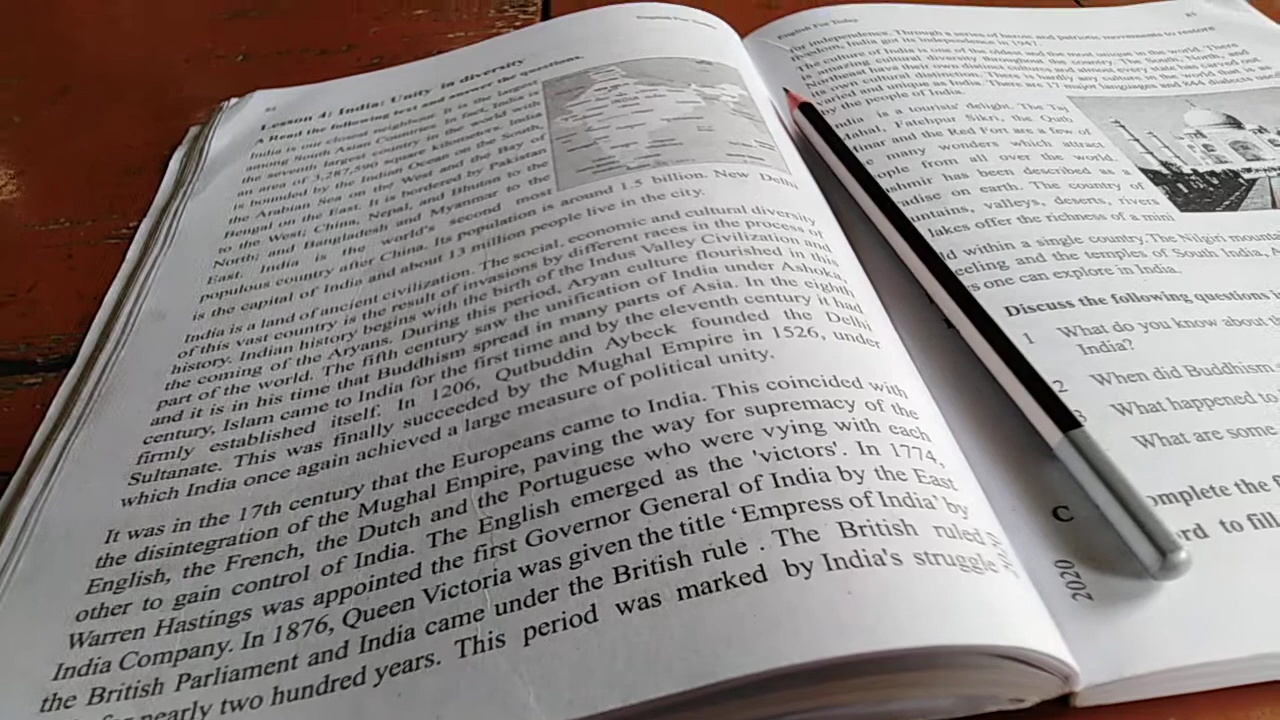 84
English For Today
Lesson 4: India: Unity in diversity
A Read the following text and answer the questions.
India is our closest neighbour. It is the largest
among South Asian Countries. In fact, India is
the seventh largest country in the world with
an area of 3,287,590 square kilometers. India
is bounded by the Indian Ocean on the South,
the Arabian Sea on the West and the Bay of
Bengal on the East. It is bordered by Pakistan
to the West; China, Nepal, and Bhutan to the
North; and Bangladesh and Myanmar to the
East. India is the world's second most
populous country after China. Its population is around 1.5 billion. New Delhi
is the capital of India and about 13 million people live in the city.
India is a land of ancient civilization. The social, economic and cultural diversity
of this vast country is the result of invasions by different races in the process of
history. Indian history begins with the birth of the Indus Valley Civilization and
the coming of the Aryans. During this period, Aryan culture flourished in this
part of the world. The fifth century saw the unification of India under Ashoka,
and it is in his time that Buddhism spread in many parts of Asia. In the eighth
century, Islam came to India for the first time and by the eleventh century it had
firmly established itself. In 1206, Qutbuddin Aybeck founded the Delhi
Sultanate. This was finally succeeded by the Mughal Empire in 1526, under
which India once again achieved a large measure of political unity.
It was in the 17th century that the Europeans came to India. This coincided with
the disintegration of the Mughal Empire, paving the way for supremacy of the
English, the French, the Dutch and the Portuguese who were vying with each
other to gain control of India. The English emerged as the 'victors'. In 1774,
Warren Hastings was appointed the first Governor General of India by the East
India Company. In 1876, Queen Victoria was given the title ‘Empress of India’ by
the British Parliament and India came under the British rule . The British ruled
nearly two hundred years. This period was marked by India's struggle
English For Today
85
for independence. Through a series of heroic and patriotic movements to restore
freedom, India got its independence in 1947.
The culture of India is one of the oldest and the most unique in the world. There
is amazing cultural diversity throughout the country. The South, North, and
Northeast have their own distinct cultures and almost every state has carved out
its own cultural distinction. There is hardly any culture in the world that is as
varied and unique as India. There are 17 major languages and 844
by the people of India.
India is a tourists' delight. The Taj
Mahal, Fatehpur Sikri, the Qutb
Minar and the Red Fort are a few of
many wonders which attract
people from all over the world.
has been described as a
on earth. The country of
valleys, deserts, rivers
lakes offer the richness of a mini
within a single country. The Nilgiri
and the temples of South India,
one can explore in India.
Discuss the following questions
1 What do you know about
India?
2 When did Buddhism
3 What happened to
What are some
C
the
to fill
2020